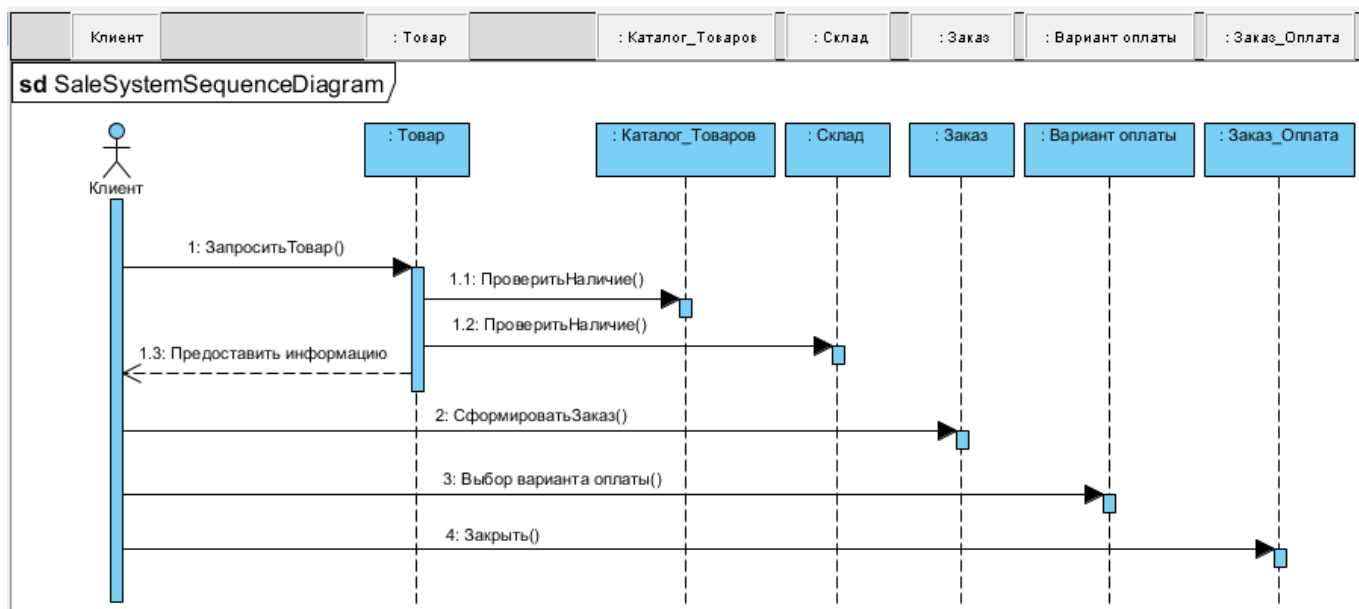 Клиент
: Товар
: Каталог_Товаров
: Склад
: Заказ
: Вариант оплаты
: Заказ_Оплата
sd SaleSystemSequenceDiagram
: Товар
: Каталог_Товаров
: Склад
: Заказ
: Вариант оплаты
: Заказ_Оплата
Клиент
1: ЗапроситьТовар()
1.1: ПроверитьНаличие()
1.2: ПроверитьНаличие()
1.3: Предоставить информацию
2: СформироватьЗаказ()
3: Выбор варианта оплаты()
4: Закрыть()